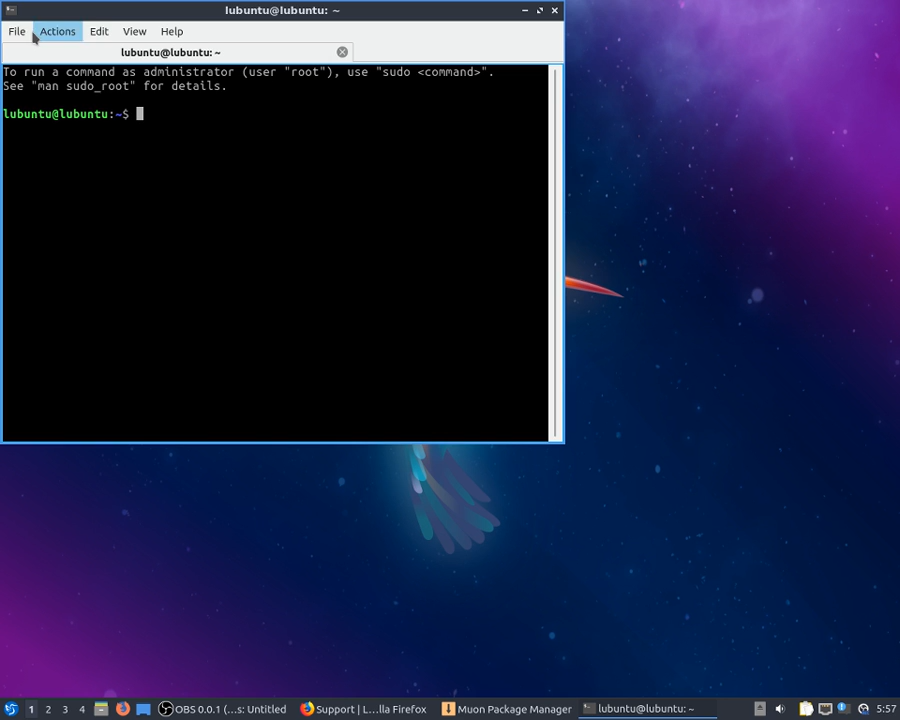 lubuntu@lubuntu: ~
File Actions Edit View Help
lubuntu@lubuntu: ~
To run a command as administrator (user "root"), use "sudo <command>".
See "man sudo_root" for details.
lubuntu@lubuntu:~$
1 2 3 4 OBS 0.0.1 (...s: Untitled Support | L...lla Firefox Muon Package Manager lubuntu@lubuntu: ~ 5:57